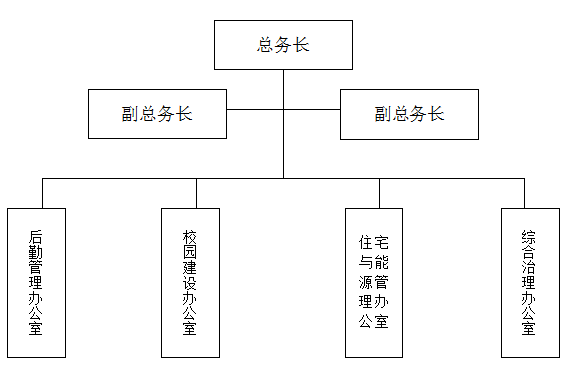 总务长
副总务长
副总务长
后勤管理办公室
校园建设办公室
住宅
与能
源管
理办
公室
综合治理办公室